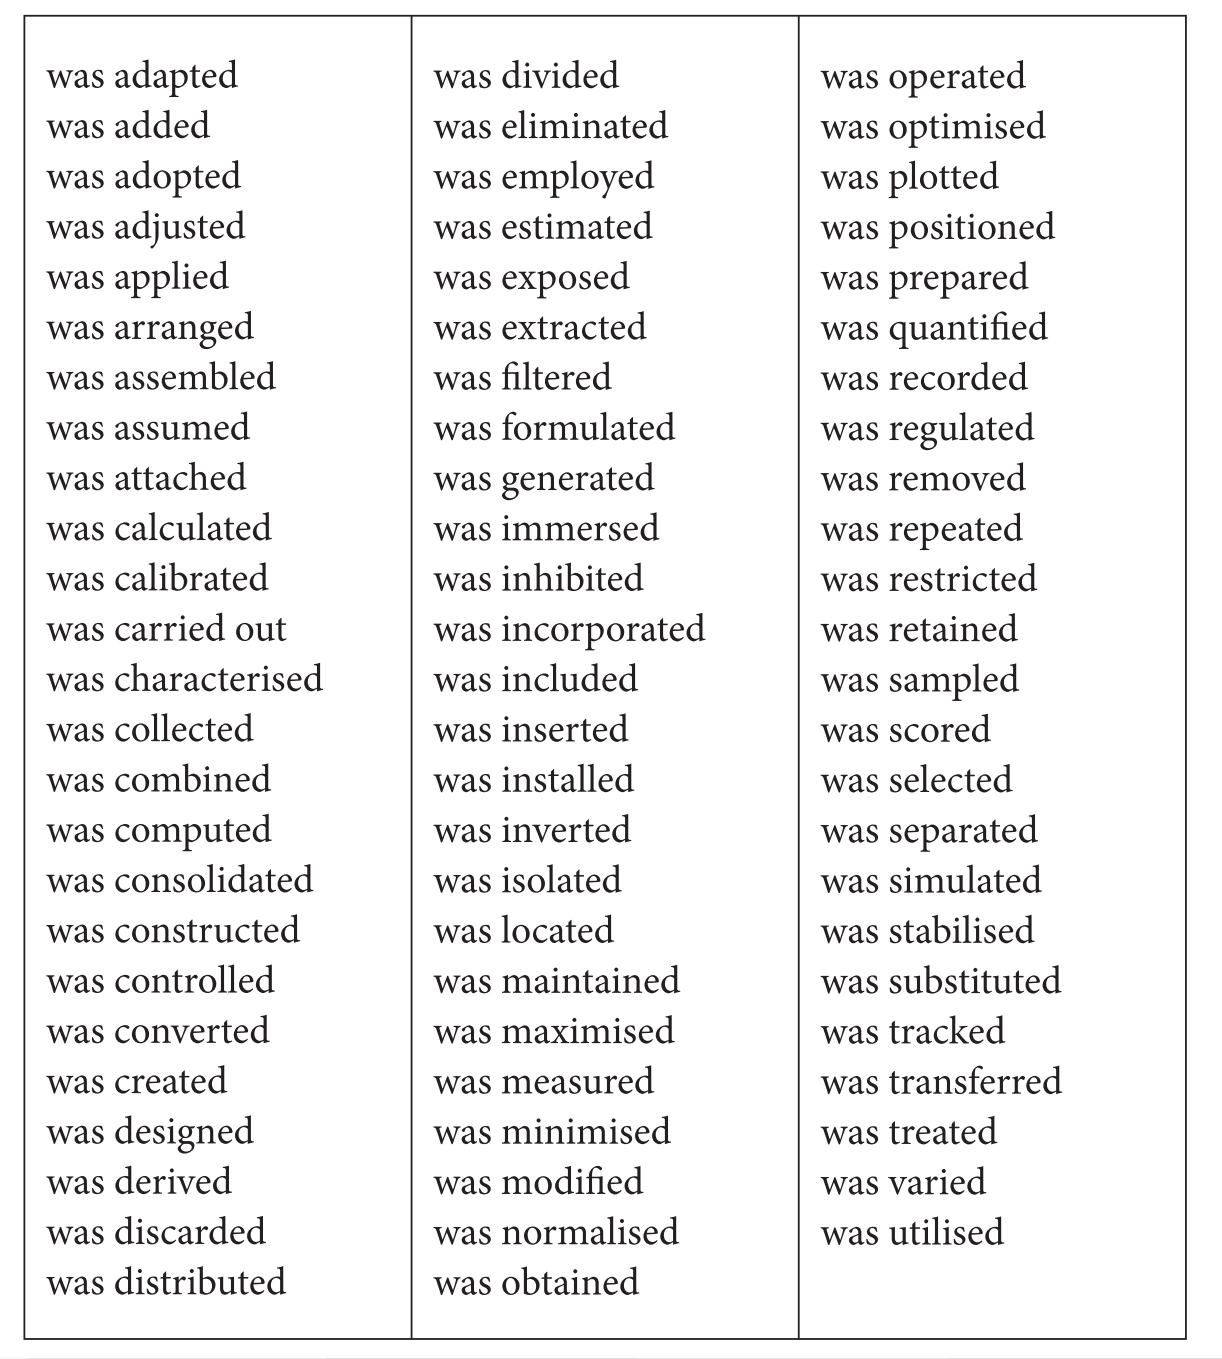 was adapted
was added
was adopted
was adjusted
was applied
was arranged
was assembled
was assumed
was attached
was calculated
was calibrated
was carried out
was characterised
was collected
was combined
was computed
was consolidated
was constructed
was controlled
was converted
was created
was designed
was derived
was discarded
was distributed
was divided
was eliminated
was employed
was estimated
was exposed
was extracted
was filtered
was formulated
was generated
was immersed
was inhibited
was incorporated
was included
was inserted
was installed
was inverted
was isolated
was located
was maintained
was maximised
was measured
was minimised
was modified
was normalised
was obtained
was operated
was optimised
was plotted
was positioned
was prepared
was quantified
was recorded
was regulated
was removed
was repeated
was restricted
was retained
was sampled
was scored
was selected
was separated
was simulated
was stabilised
was substituted
was tracked
was transferred
was treated
was varied
was utilised